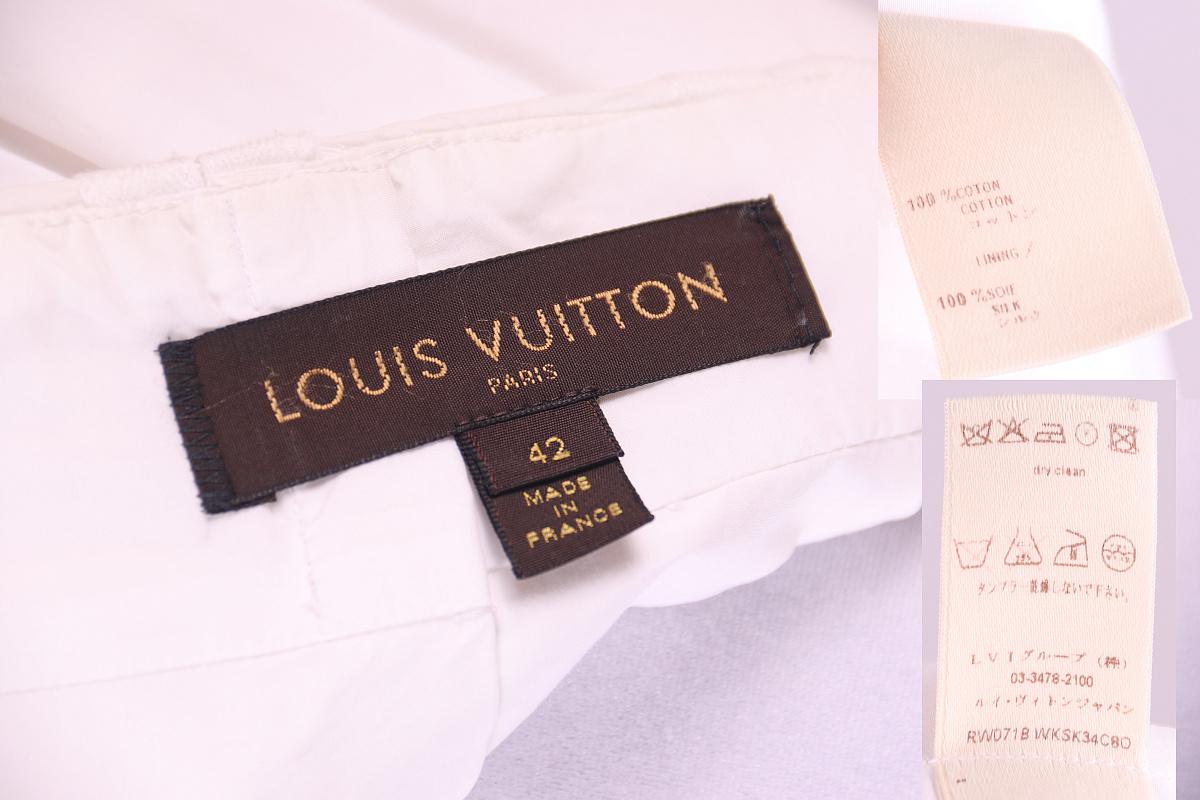 LOUIS VUITTON
PARIS
42
MADE
IN
FRANCE
100 %COTON
COTTON
コットン
LINING /
100 %SOIE
SILK
シルク
dry clean
タンブラー乾燥しないで下さい。
LVJグループ（株）
03-3478-2100
ルイ・ヴィトンジャパン
RW071B WKSK34C8O